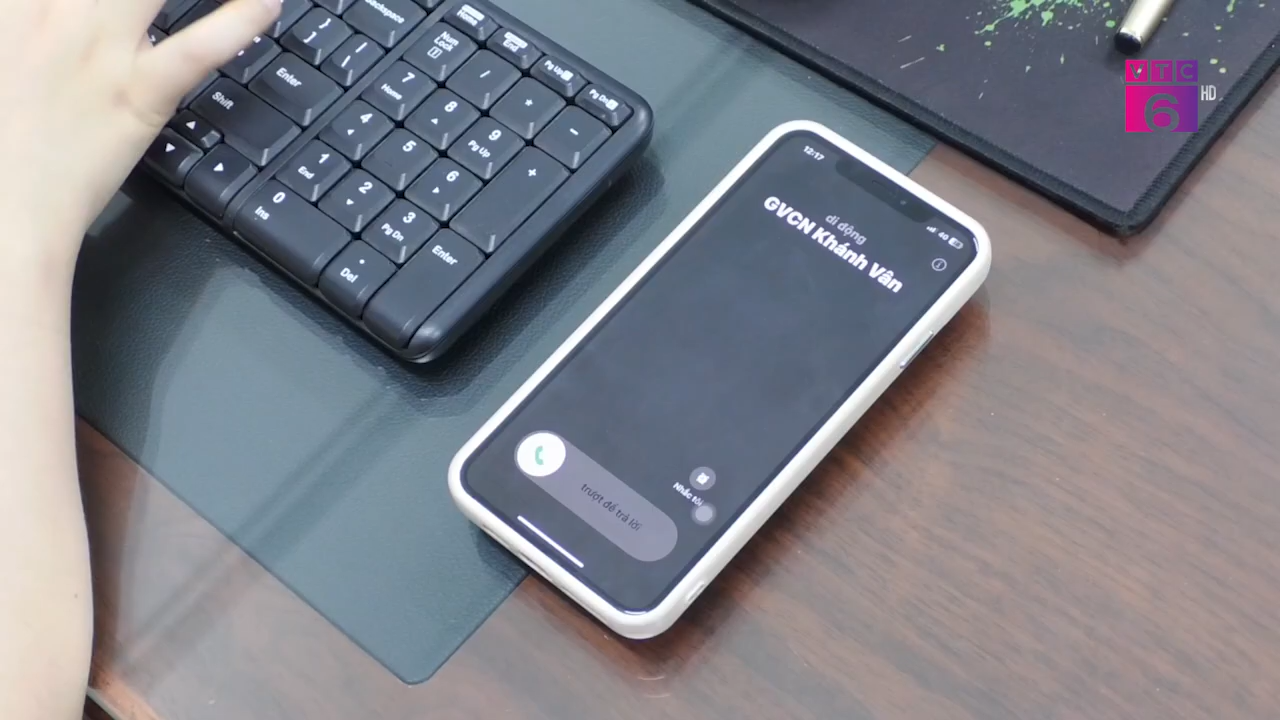 Backspace
Home
End
Pg Up
Pg Dn
Num
Lock
/
*
-
7
Home
8
9
Pg Up
+
4
5
6
1
End
2
3
Pg Dn
0
Ins
.
Del
Enter
}
]
|
Enter
Shift
VTC
6
HD
12:17
4G
di động
GVCN Khánh Vân
Nhắc tôi
trượt để trả lời